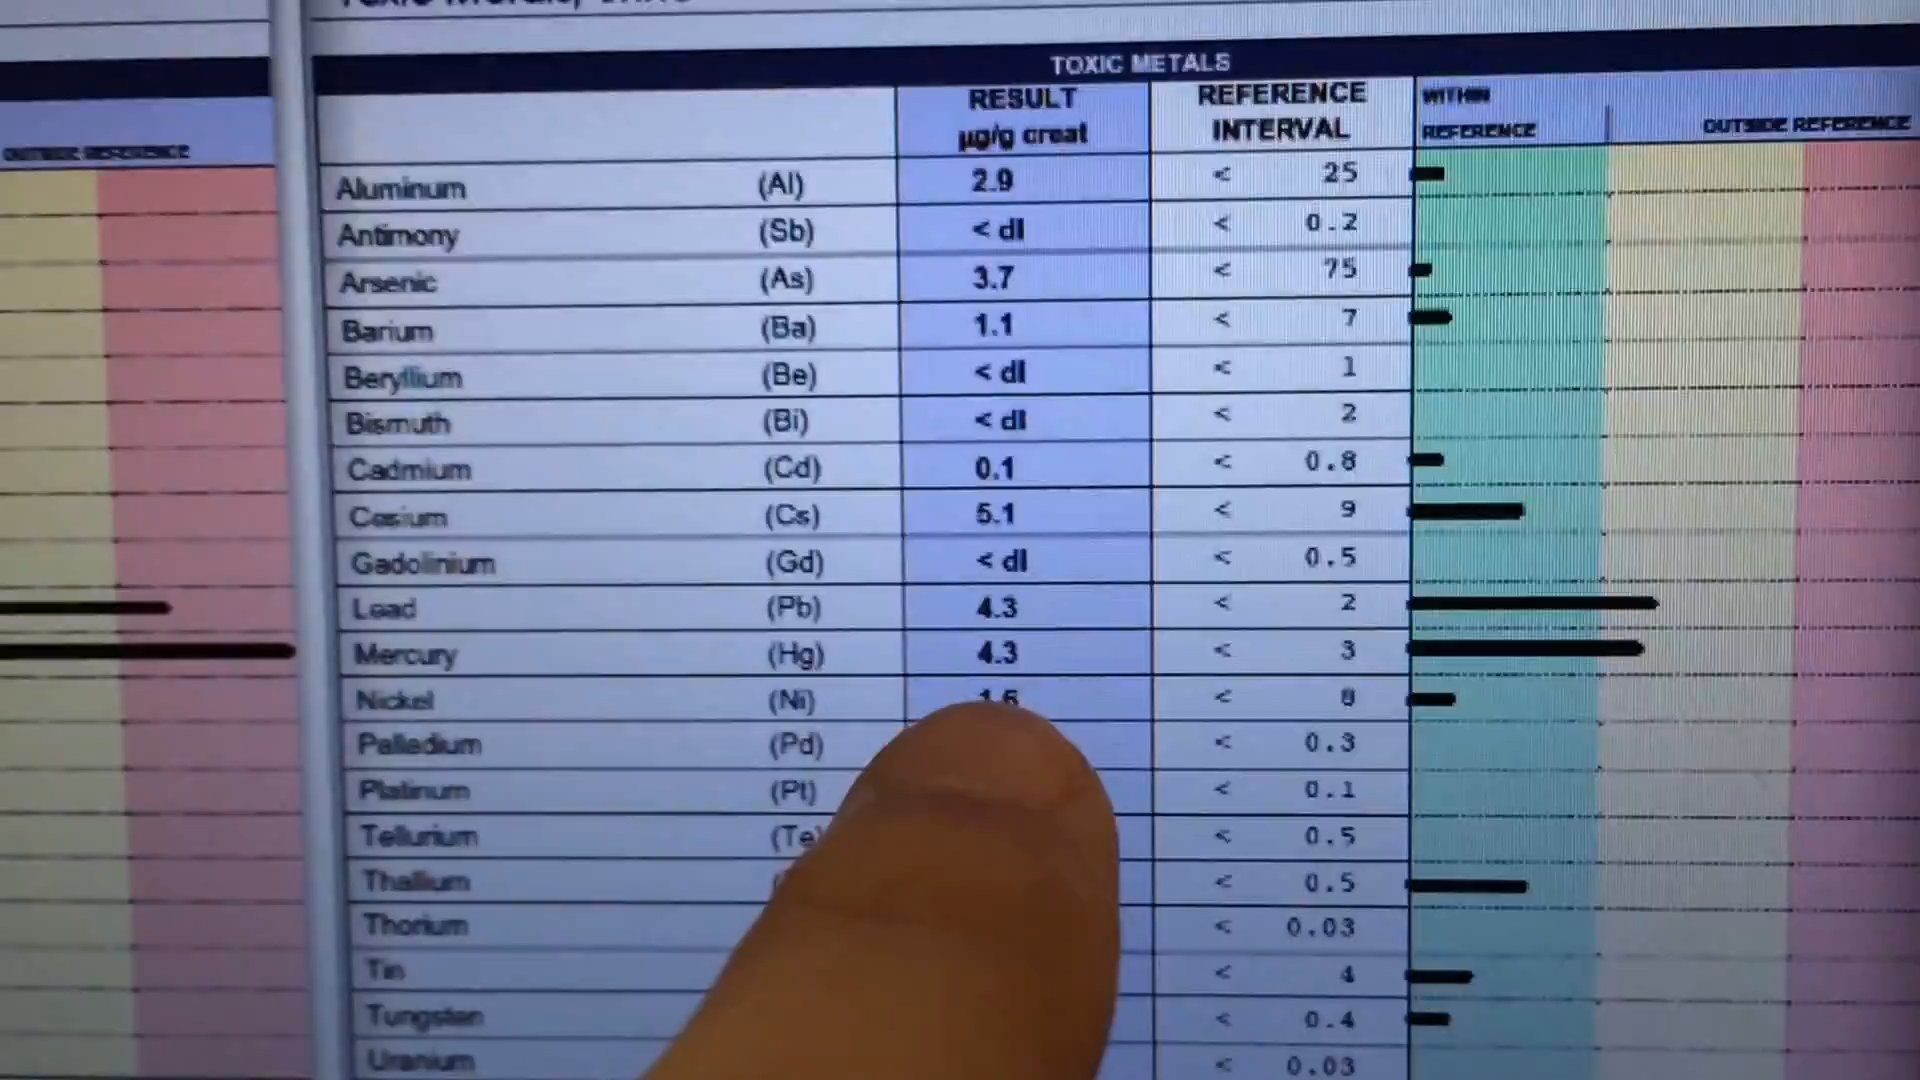 TOXIC METALS
RESULT REFERENCE WITHIN
µg/g creat INTERVAL REFERENCE OUTSIDE REFERENCE
OUTSIDE REFERENCE
Aluminum (Al) 2.9 < 25
Antimony (Sb) < dl < 0.2
Arsenic (As) 3.7 < 75
Barium (Ba) 1.1 < 7
Beryllium (Be) < dl < 1
Bismuth (Bi) < dl < 2
Cadmium (Cd) 0.1 < 0.8
Cesium (Cs) 5.1 < 9
Gadolinium (Gd) < dl < 0.5
Lead (Pb) 4.3 < 2
Mercury (Hg) 4.3 < 3
Nickel (Ni) < 8
Palladium (Pd) < 0.3
Platinum (Pt) < 0.1
Tellurium (Te) < 0.5
Thallium < 0.5
Thorium < 0.03
Tin < 4
Tungsten < 0.4
Uranium < 0.03